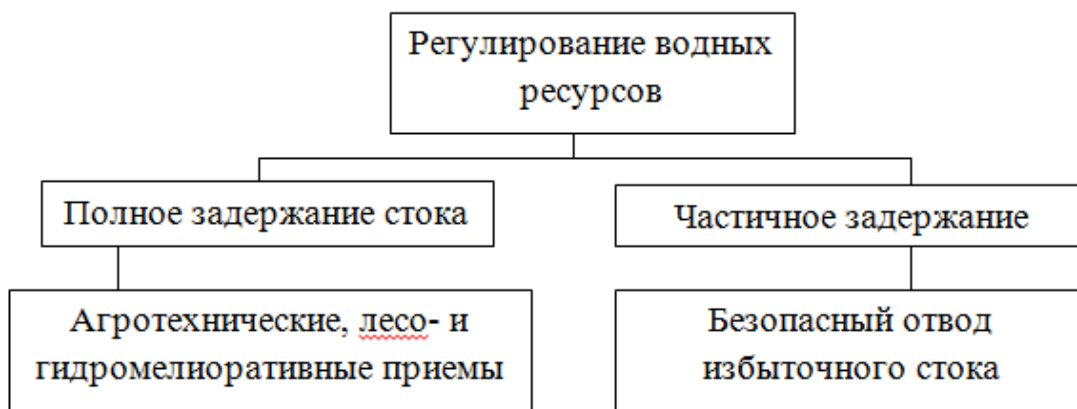 Регулирование водных
ресурсов
Полное задержание стока
Частичное задержание
Агротехнические, лесо- и
гидромелиоративные приемы
Безопасный отвод
избыточного стока